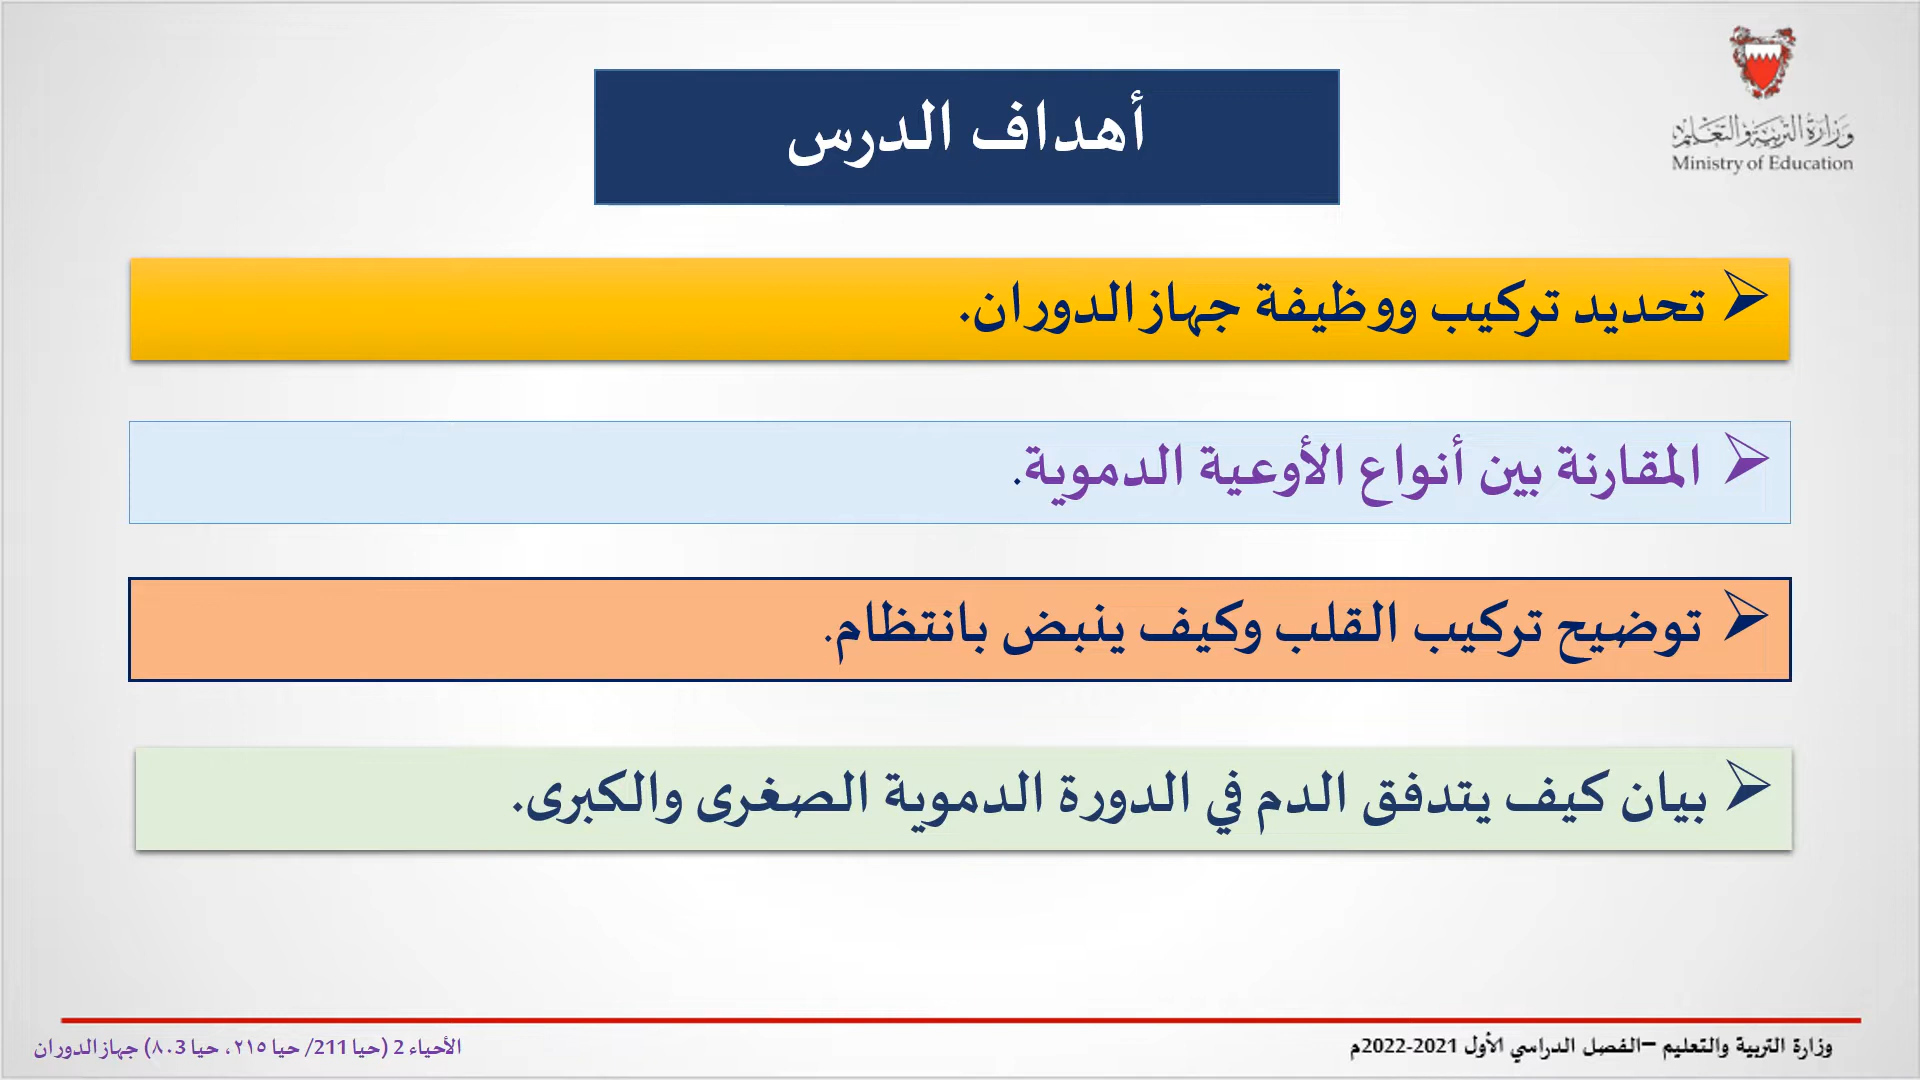 وزارة التربية والتعليم
Ministry of Education
أهداف الدرس
تحديد تركيب ووظيفة جهاز الدوران.
المقارنة بين أنواع الأوعية الدموية.
توضيح تركيب القلب وكيف ينبض بانتظام.
بيان كيف يتدفق الدم في الدورة الدموية الصغرى والكبرى.
وزارة التربية والتعليم –الفصل الدراسي الأول 2021-2022م
الأحياء 2 (حيا 211/ حيا ٢١٥، حيا ٨٠3) جهاز الدوران